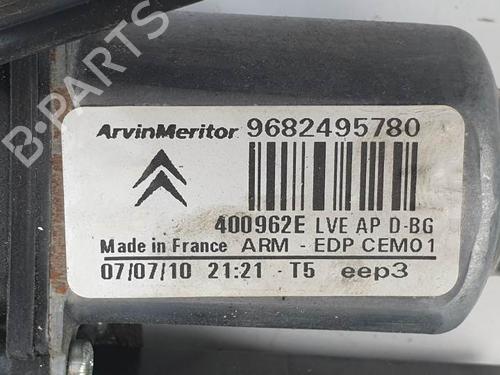 B-PARTS
ArvinMeritor 9682495780
400962E LVE AP D-BG
Made in France ARM - EDP CEM01
07/07/10 21:21 - T5 eep3